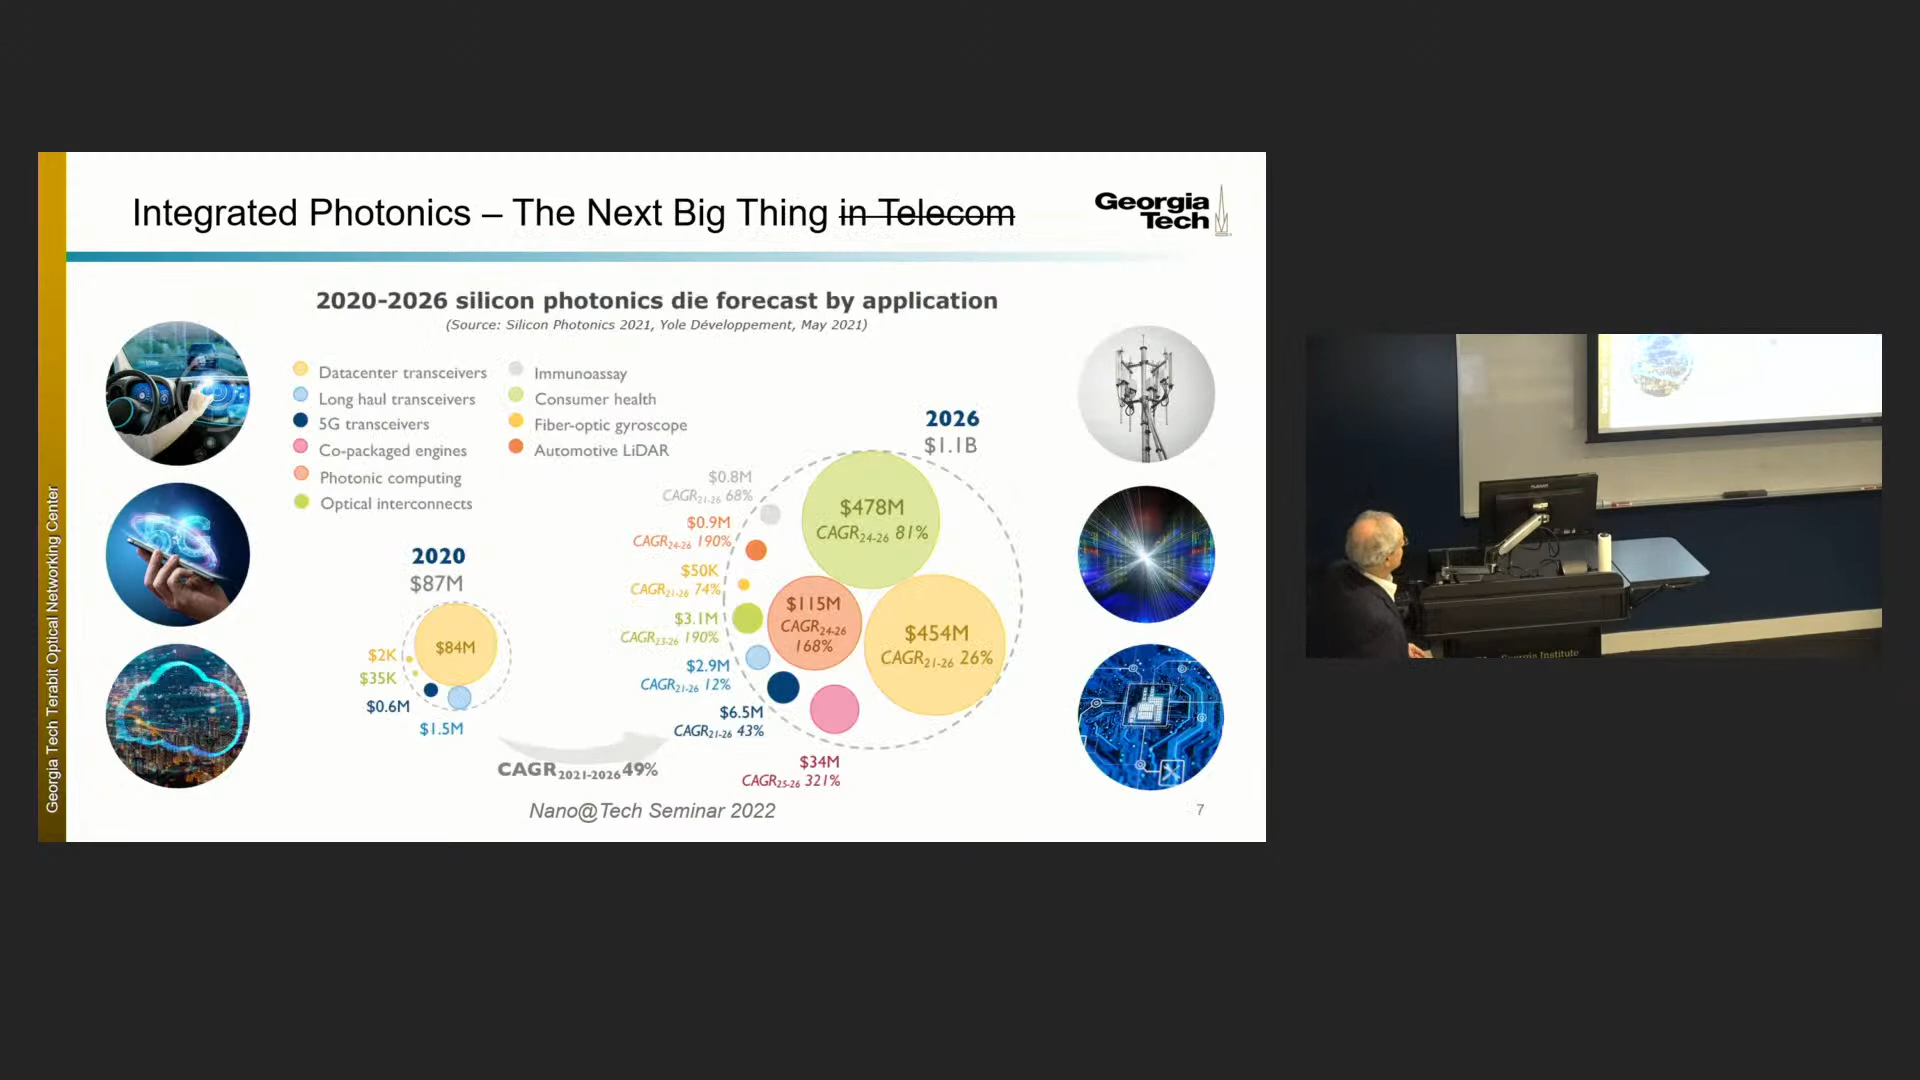 Integrated Photonics – The Next Big Thing in Telecom
Georgia
Tech
2020-2026 silicon photonics die forecast by application
(Source: Silicon Photonics 2021, Yole Développement, May 2021)
Datacenter transceivers
Long haul transceivers
5G transceivers
Co-packaged engines
Photonic computing
Optical interconnects
Immunoassay
Consumer health
Fiber-optic gyroscope
Automotive LiDAR
2020
$87M
$84M
$2K
$35K
$0.6M
$1.5M
CAGR2021-2026 49%
2026
$1.1B
$0.8M
CAGR21-26 68%
$0.9M
CAGR24-26 190%
$50K
CAGR21-26 74%
$3.1M
CAGR23-26 190%
$2.9M
CAGR21-26 12%
$6.5M
CAGR21-26 43%
$34M
CAGR25-26 321%
$478M
CAGR24-26 81%
$115M
CAGR24-26
168%
$454M
CAGR21-26 26%
5G
Nano@Tech Seminar 2022
7
Georgia Tech Terabit Optical Networking Center
Georgia Institute